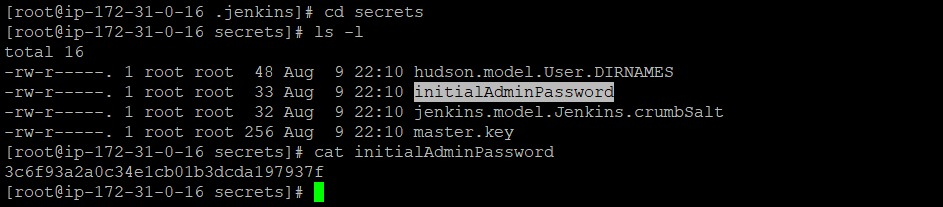 [root@ip-172-31-0-16 .jenkins]# cd secrets
[root@ip-172-31-0-16 secrets]# ls -l
total 16
-rw-r-----. 1 root root  48 Aug  9 22:10 hudson.model.User.DIRNAMES
-rw-r-----. 1 root root  33 Aug  9 22:10 initialAdminPassword
-rw-r-----. 1 root root  32 Aug  9 22:10 jenkins.model.Jenkins.crumbSalt
-rw-r-----. 1 root root 256 Aug  9 22:10 master.key
[root@ip-172-31-0-16 secrets]# cat initialAdminPassword
3c6f93a2a0c34e1cb01b3dcda197937f
[root@ip-172-31-0-16 secrets]#